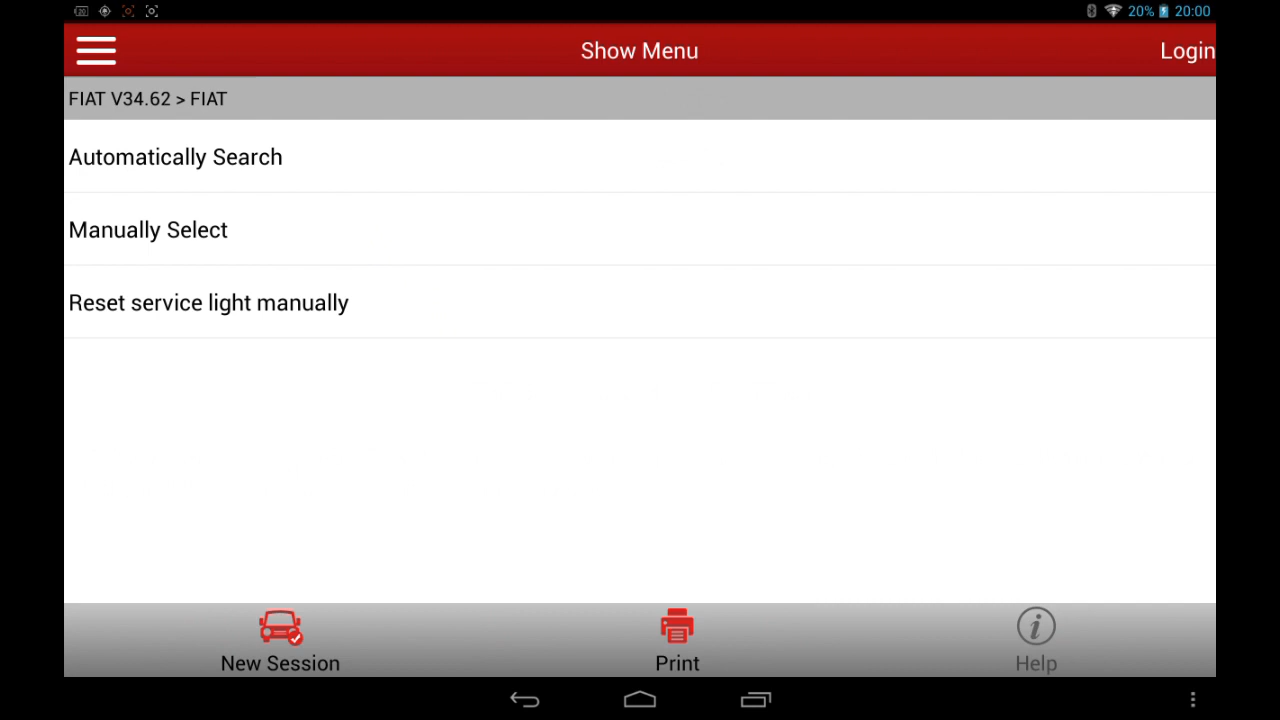 20% 20:00
Show Menu
Login
FIAT V34.62 > FIAT
Automatically Search
Manually Select
Reset service light manually
New Session
Print
Help